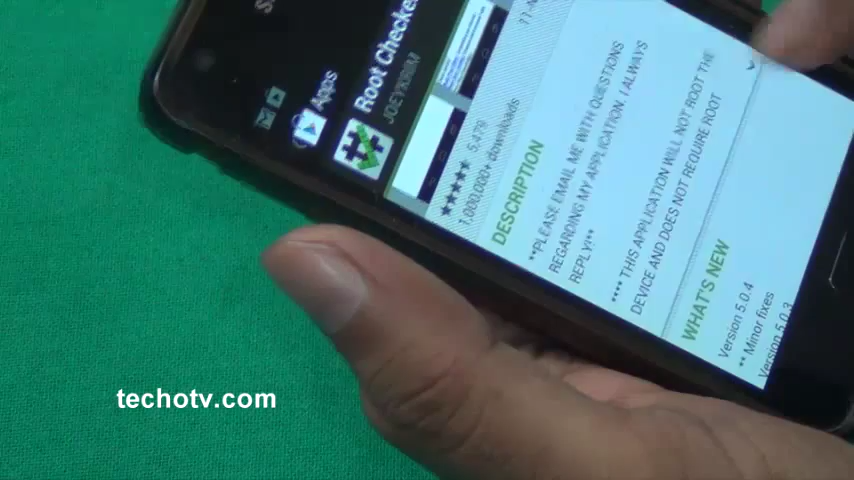 Apps
Root Checker
JOEYKRIM
5,879
1,000,000+ downloads
DESCRIPTION
**PLEASE EMAIL ME WITH QUESTIONS
REGARDING MY APPLICATION. I ALWAYS
REPLY!**
**** THIS APPLICATION WILL NOT ROOT THE
DEVICE AND DOES NOT REQUIRE ROOT
WHAT'S NEW
Version 5.0.4
** Minor fixes
Version 5.0.3
techotv.com